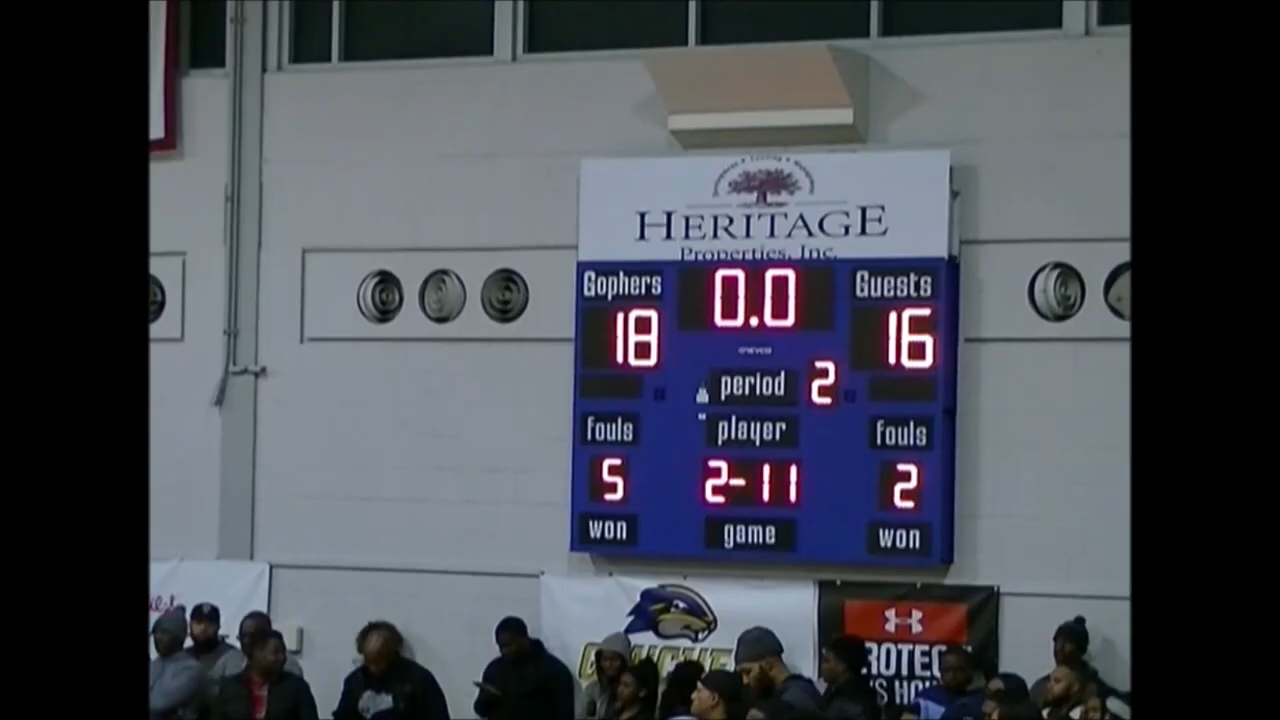 HERITAGE
Properties, Inc.
Gophers 0.0 Guests
18 16
period 2
fouls player fouls
5 2-11 2
won game won
PROTECT